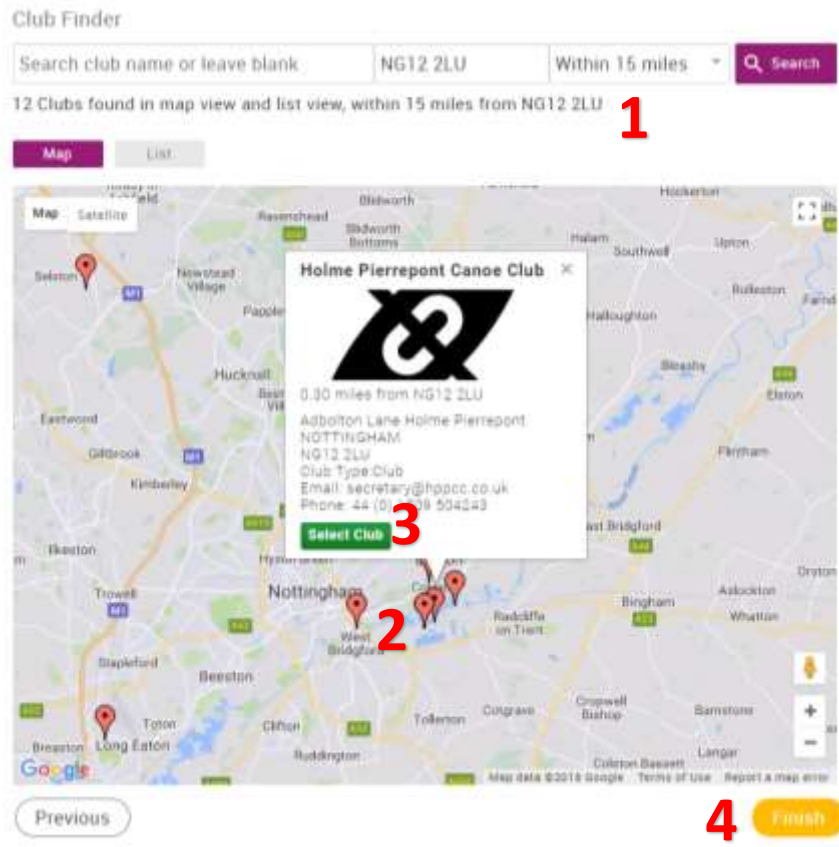 Club Finder
Search club name or leave blank
NG12 2LU
Within 15 miles
Search
12 Clubs found in map view and list view, within 15 miles from NG12 2LU
1
Map
List
Map
Satellite
Blidworth
Hockerton
Ravenshead
Blidworth
Bottoms
Halam
Southwell
Upton
Selston
Newstead
Village
Holme Pierrepont Canoe Club
Rolleston
Halloughton
Hucknall
Bleasby
0.30 miles from NG12 2LU
Elston
Eastwood
Adbolton Lane Holme Pierrepont
NOTTINGHAM
NG12 2LU
Giltbrook
Flintham
Club Type:Club
Kimberley
Email: secretary@hppcc.co.uk
3
Select Club
East Bridgford
Ilkeston
Trowell
Nottingham
Bingham
Aslockton
Orston
M1
Radcliffe
on Trent
Whatton
2
West
Bridgford
Stapleford
Beeston
Toton
Clifton
Tollerton
Cotgrave
Cropwell
Bishop
Barnstone
Breaston
Long Eaton
Ruddington
Langar
Colston Bassett
Google
Map data ©2018 Google
Terms of Use
Report a map error
Previous
4
Finish